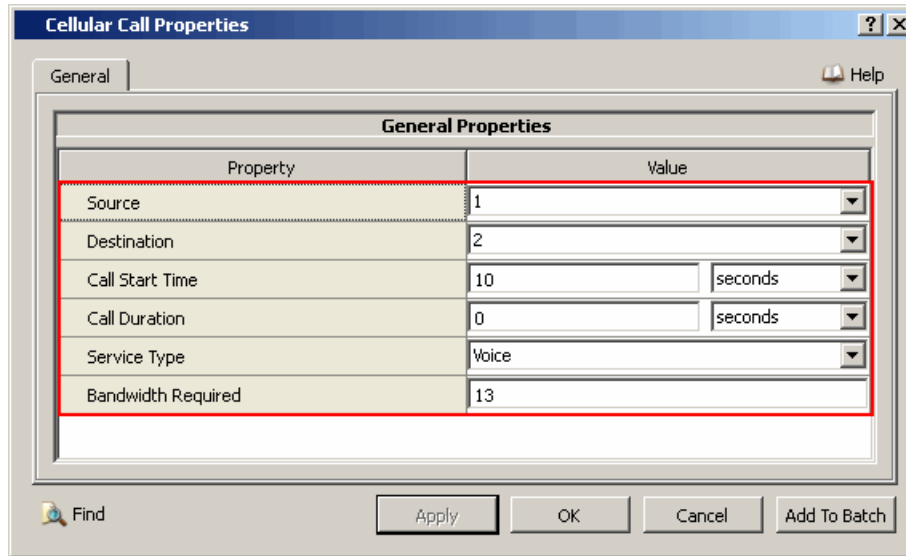 Cellular Call Properties
General
Help
General Properties
Property Value
Source 1
Destination 2
Call Start Time 10 seconds
Call Duration 0 seconds
Service Type Voice
Bandwidth Required 13
Find Apply OK Cancel Add To Batch